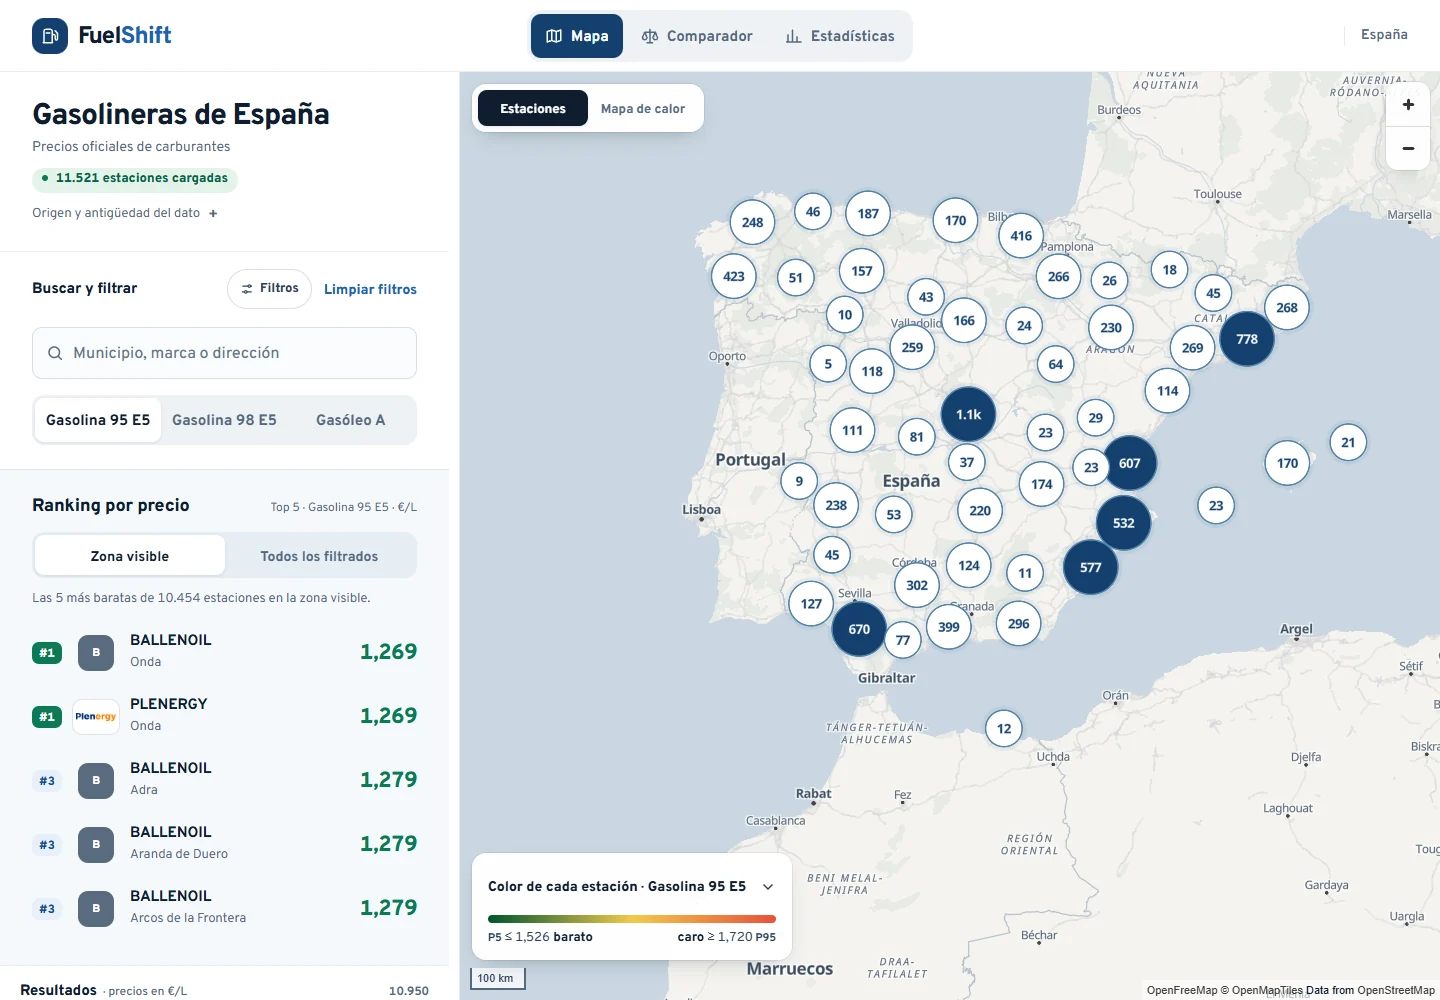 FuelShift
Mapa
Comparador
Estadísticas
España
Gasolineras de España
Precios oficiales de carburantes
11.521 estaciones cargadas
Origen y antigüedad del dato +
Buscar y filtrar
Filtros
Limpiar filtros
Municipio, marca o dirección
Gasolina 95 E5
Gasolina 98 E5
Gasóleo A
Ranking por precio
Top 5 · Gasolina 95 E5 · €/L
Zona visible
Todos los filtrados
Las 5 más baratas de 10.454 estaciones en la zona visible.
#1
B
BALLENOIL
Onda
1,269
#1
Plenergy
PLENERGY
Onda
1,269
#3
B
BALLENOIL
Adra
1,279
#3
B
BALLENOIL
Aranda de Duero
1,279
#3
B
BALLENOIL
Arcos de la Frontera
1,279
Resultados · precios en €/L
10.950
Estaciones
Mapa de calor
+
−
NUEVA
AQUITANIA
AUVERNIA-
Burdeos
Toulouse
Marsella
248
46
187
170
416
Pamplona
423
51
157
266
26
18
45
268
43
10
Valladolid
166
24
230
ARAGÓN
778
269
259
Oporto
5
118
64
114
1.1k
29
111
81
23
21
Portugal
37
23
607
170
9
España
174
Lisboa
238
53
220
23
532
45
Córdoba
124
11
577
302
Sevilla
127
Granada
670
77
399
296
Gibraltar
Argel
Sétif
Orán
TÁNGER-TETUÁN-
ALHUCEMAS
12
Uchda
Djelfa
Biskra
Rabat
Fez
Laghouat
Casablanca
REGIÓN
ORIENTAL
BENI MELAL-
JENIFRA
Gardaya
Uargla
Béchar
DRAA-
TAFILALET
Marruecos
Color de cada estación · Gasolina 95 E5
P5 ≤ 1,526 barato
caro ≥ 1,720 P95
100 km
OpenFreeMap © OpenMapTiles Data from OpenStreetMap